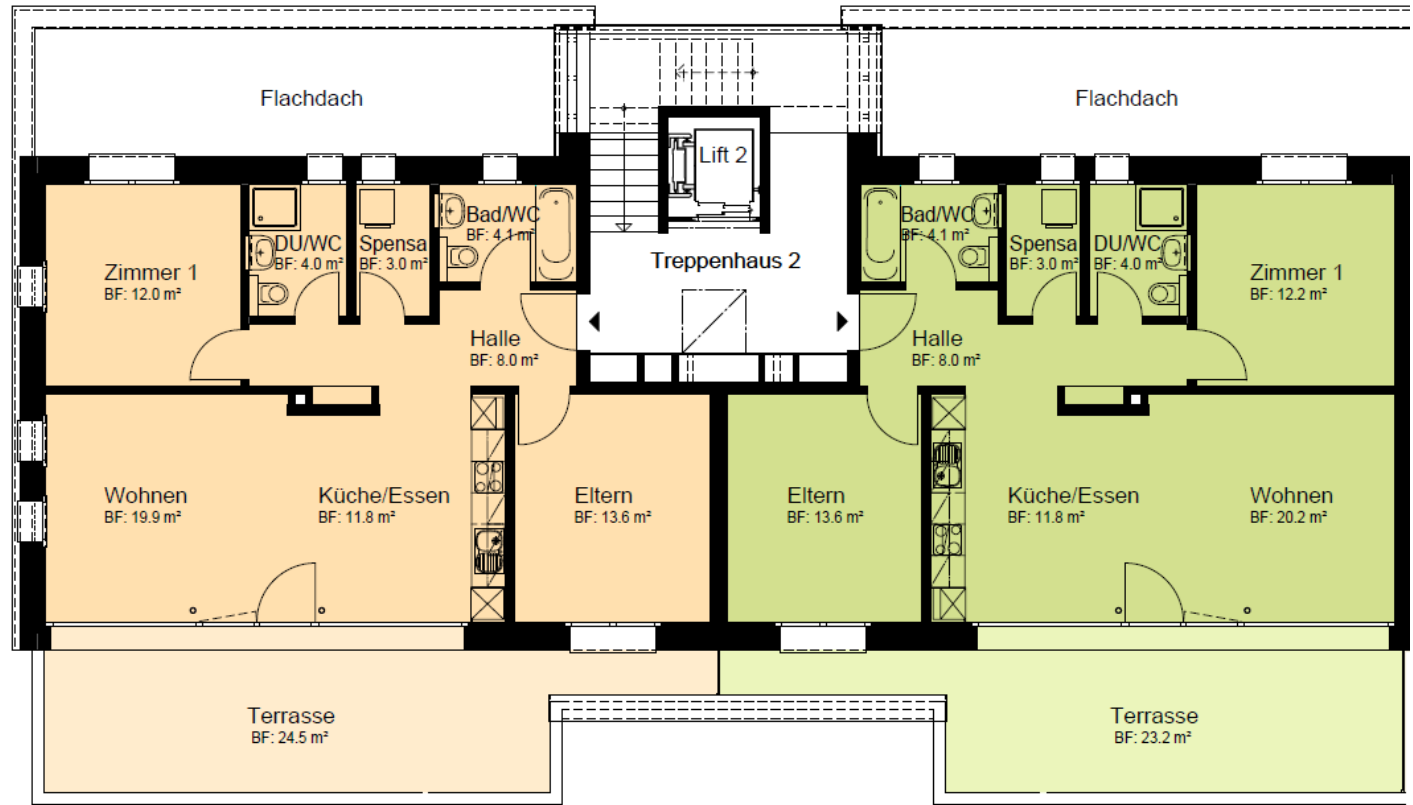 Flachdach
Flachdach
Lift 2
Treppenhaus 2
Zimmer 1
BF: 12.0 m²
DU/WC
BF: 4.0 m²
Spensa
BF: 3.0 m²
Bad/WC
BF: 4.1 m²
Halle
BF: 8.0 m²
Bad/WC
BF: 4.1 m²
Spensa
BF: 3.0 m²
DU/WC
BF: 4.0 m²
Zimmer 1
BF: 12.2 m²
Halle
BF: 8.0 m²
Wohnen
BF: 19.9 m²
Küche/Essen
BF: 11.8 m²
Eltern
BF: 13.6 m²
Eltern
BF: 13.6 m²
Küche/Essen
BF: 11.8 m²
Wohnen
BF: 20.2 m²
Terrasse
BF: 24.5 m²
Terrasse
BF: 23.2 m²